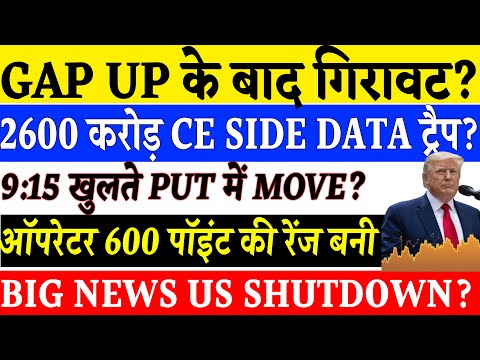 GAP UP के बाद गिरावट?
2600 करोड़ CE SIDE DATA ट्रैप?
9:15 खुलते PUT में MOVE?
ऑपरेटर 600 पॉइंट की रेंज बनी
BIG NEWS US SHUTDOWN?